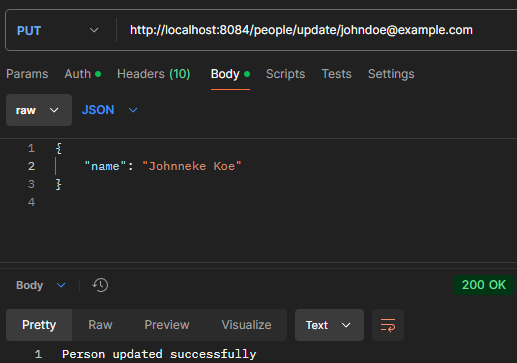 PUT http://localhost:8084/people/update/johndoe@example.com
Params Auth Headers (10) Body Scripts Tests Settings
raw JSON
1 {
2 "name": "Johnneke Koe"
3 }
4
Body 200 OK
Pretty Raw Preview Visualize Text
1 Person updated successfully